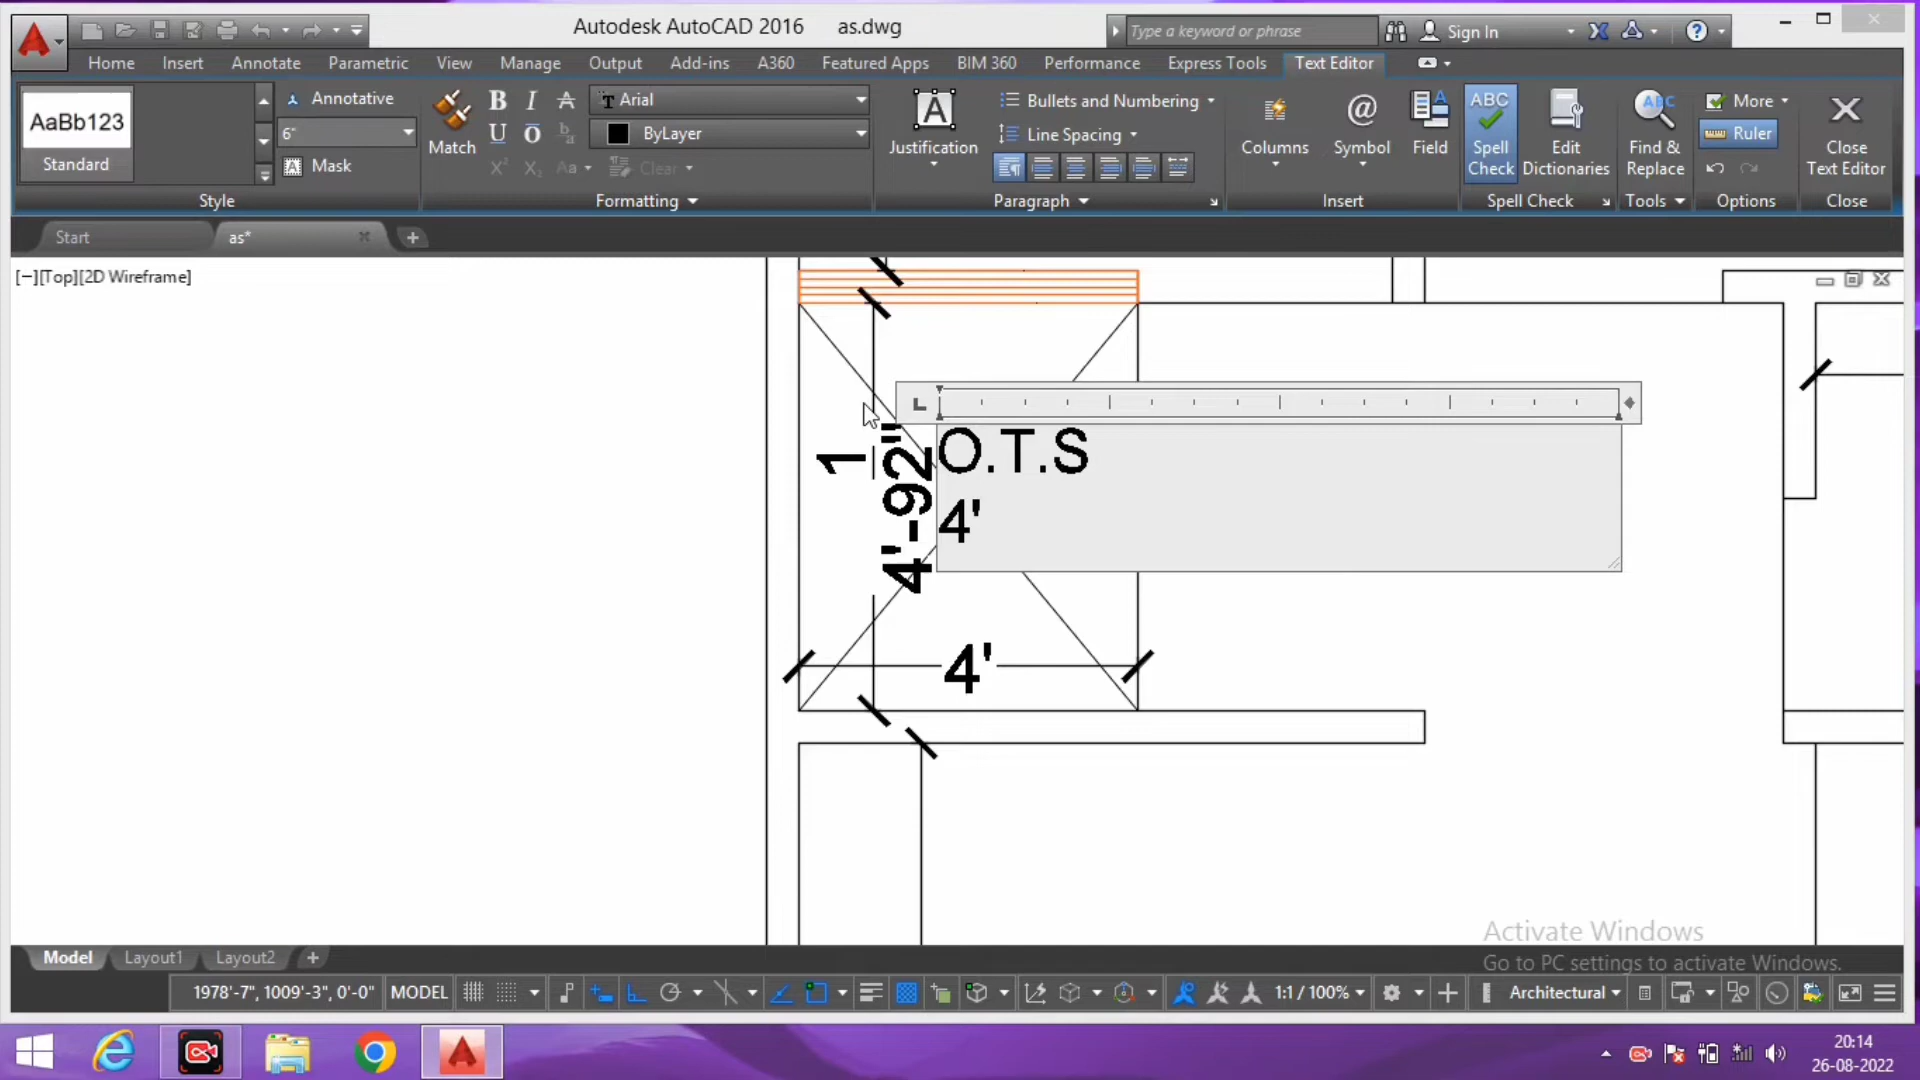 Autodesk AutoCAD 2016 as.dwg
Type a keyword or phrase
Sign In
Home Insert Annotate Parametric View Manage Output Add-ins A360 Featured Apps BIM 360 Performance Express Tools Text Editor
AaBb123
Standard
Annotative
6"
Mask
Style
Match
B I A
U O
Arial
ByLayer
X² X₂ Aa Clear
Formatting
A
Justification
Bullets and Numbering
Line Spacing
Paragraph
Columns
@
Symbol
Field
Insert
ABC
Spell
Check
Edit
Dictionaries
Spell Check
ABC
Find &
Replace
Tools
More
Ruler
Options
Close
Text Editor
Close
Start
as*
[−][Top][2D Wireframe]
O.T.S
4'
1
4'-92"
4'
Activate Windows
Go to PC settings to activate Windows.
Model Layout1 Layout2
1978'-7", 1009'-3", 0'-0" MODEL
1:1 / 100%
Architectural
20:14
26-08-2022